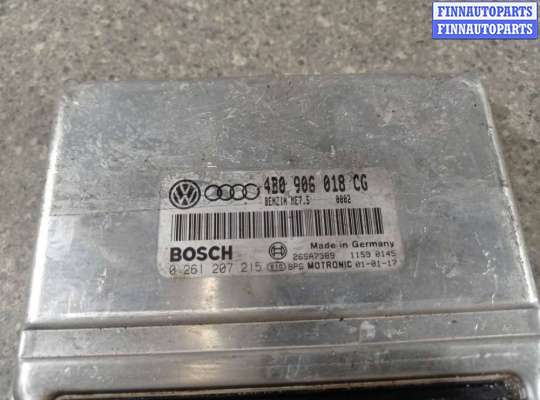 FINNAUTOPARTS
FINNAUTOPARTS
4B0 906 018 CG
BENZIN ME7.5 0002
BOSCH
Made in Germany
26SA7389 1159 0145
0 261 207 215 BPS MOTRONIC 01-01-17